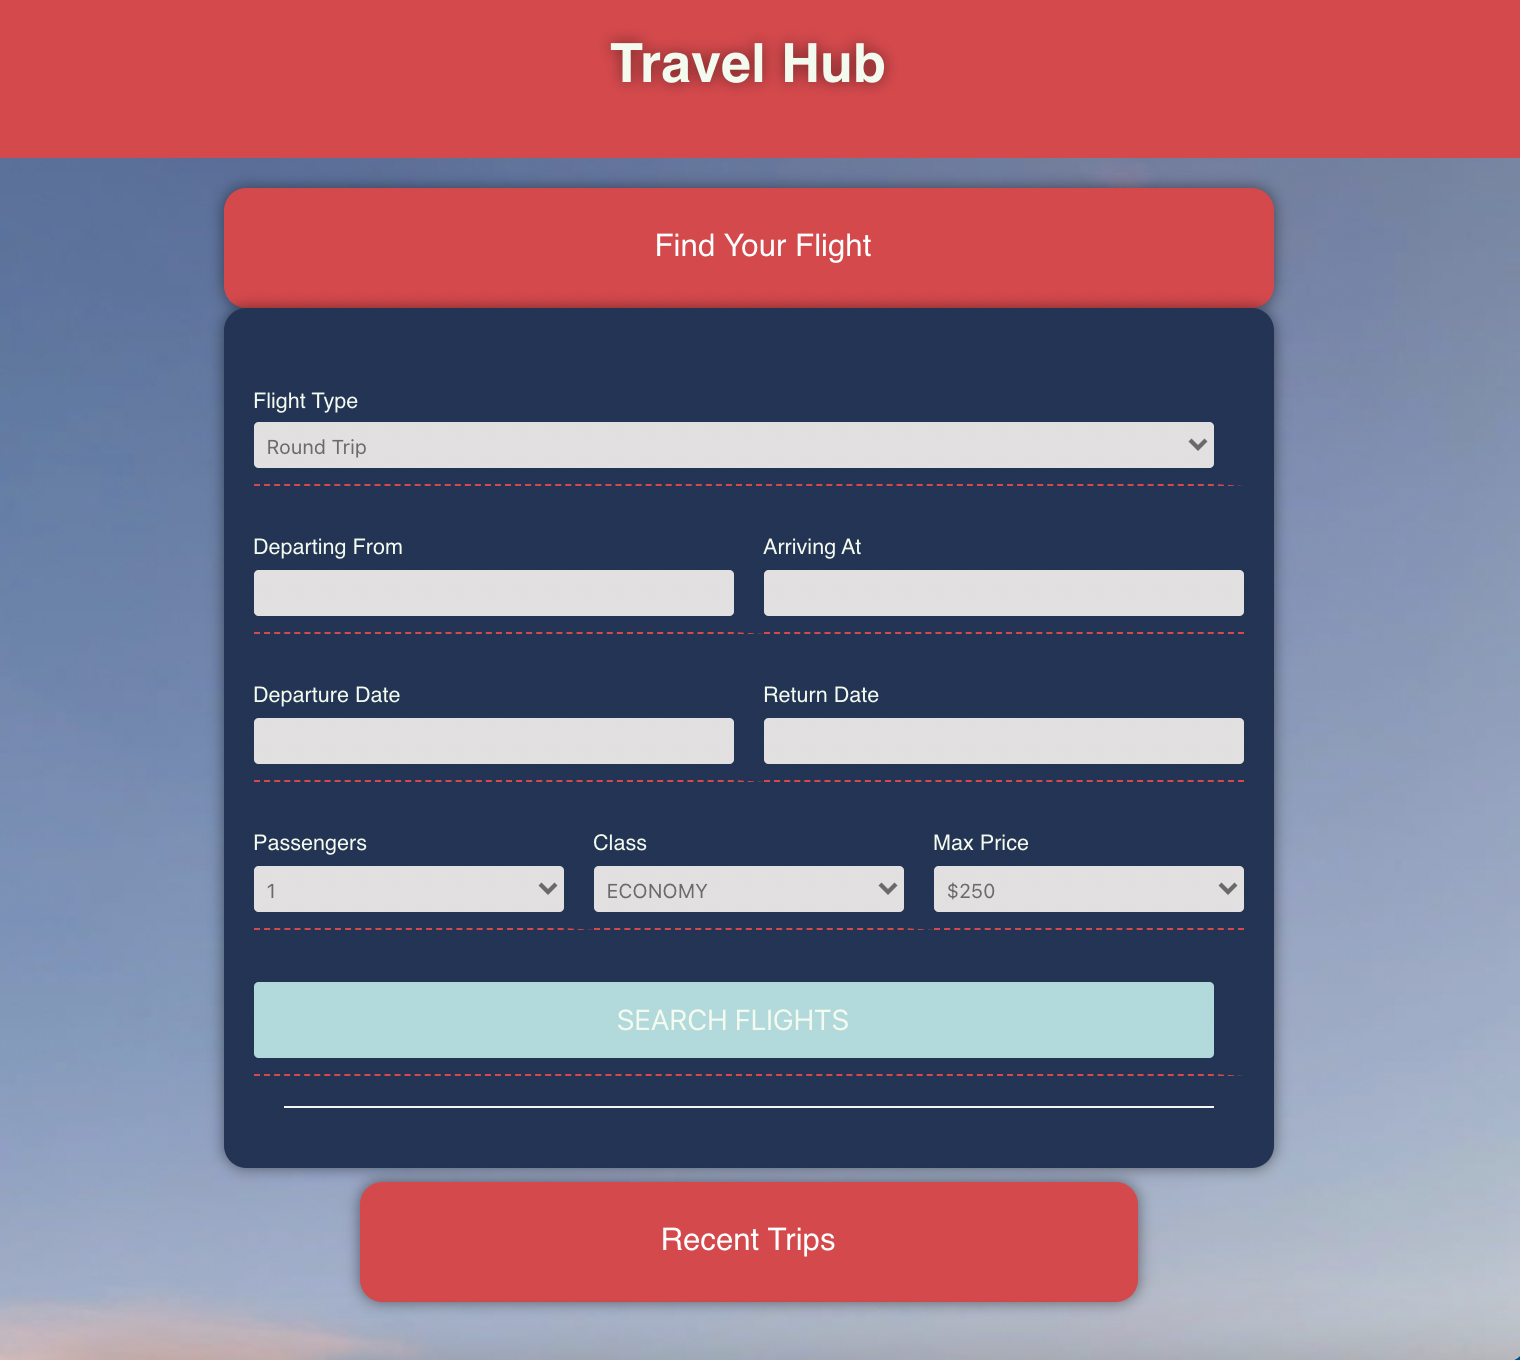 Travel Hub
Find Your Flight
Flight Type
Round Trip
Departing From
Arriving At
Departure Date
Return Date
Passengers
Class
Max Price
1
ECONOMY
$250
SEARCH FLIGHTS
Recent Trips